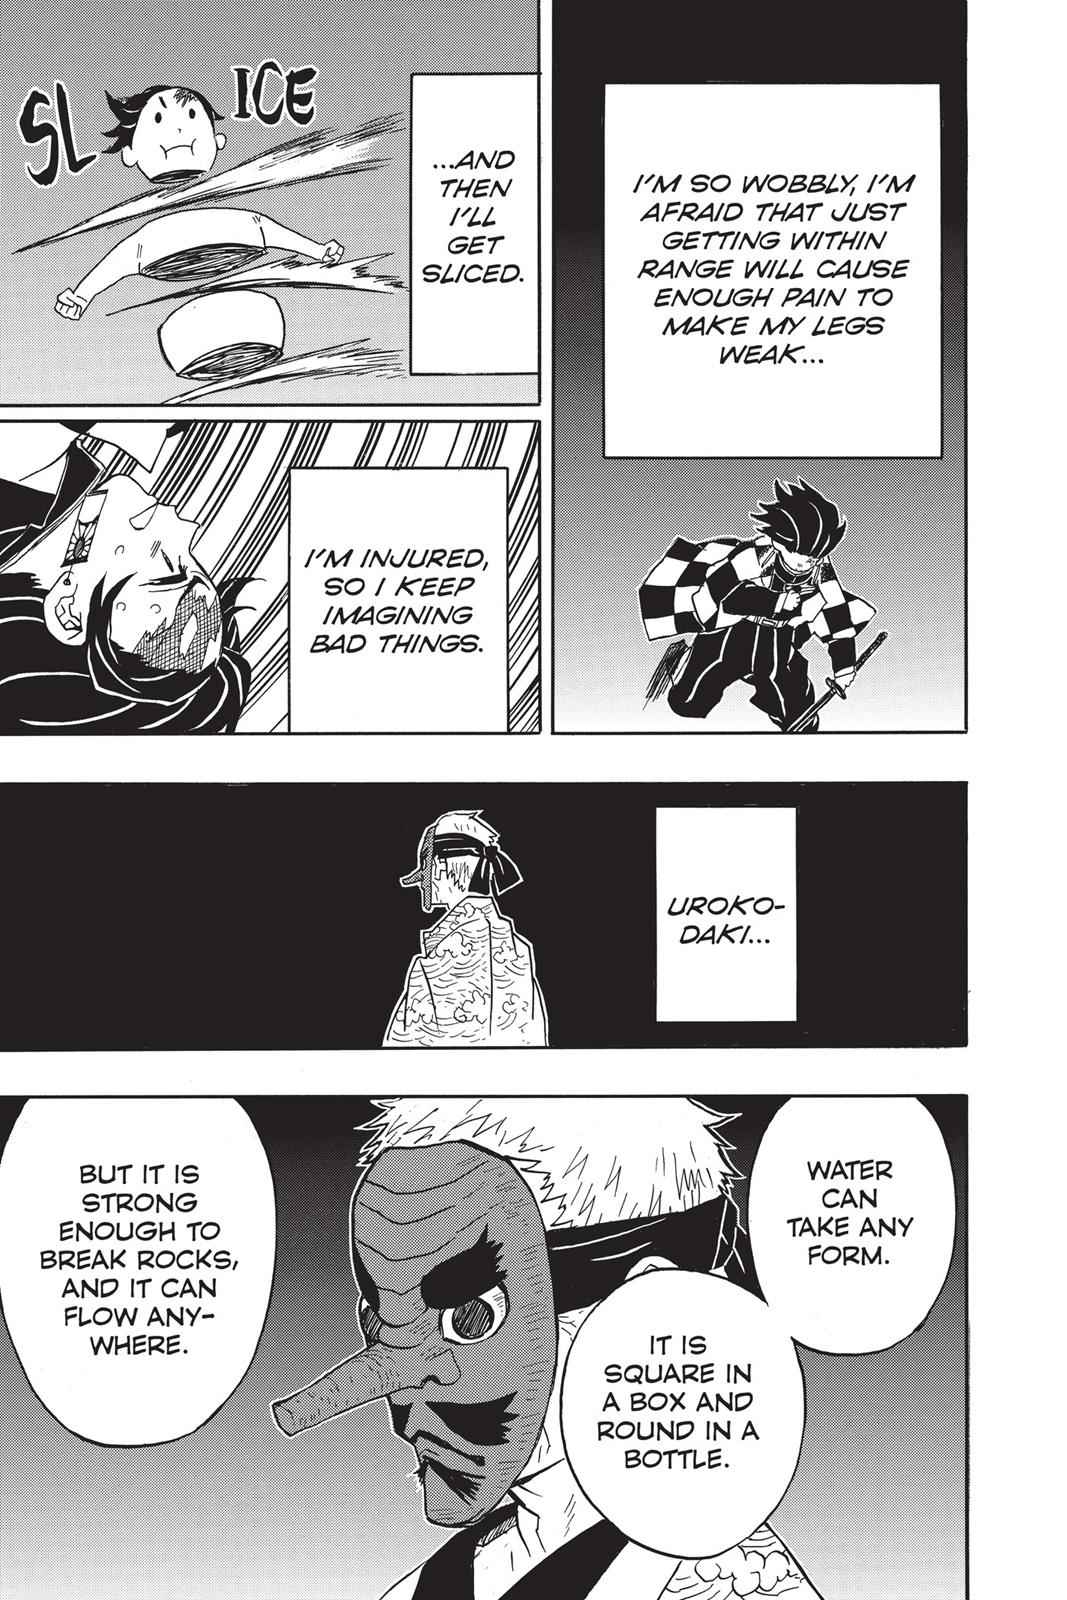 I'M SO WOBBLY, I'M
AFRAID THAT JUST
GETTING WITHIN
RANGE WILL CAUSE
ENOUGH PAIN TO
MAKE MY LEGS
WEAK...
...AND
THEN
I'LL
GET
SLICED.
SLICE
I'M INJURED,
SO I KEEP
IMAGINING
BAD THINGS.
UROKO-
DAKI...
WATER
CAN
TAKE ANY
FORM.
IT IS
SQUARE IN
A BOX AND
ROUND IN A
BOTTLE.
BUT IT IS
STRONG
ENOUGH TO
BREAK ROCKS,
AND IT CAN
FLOW ANY-
WHERE.